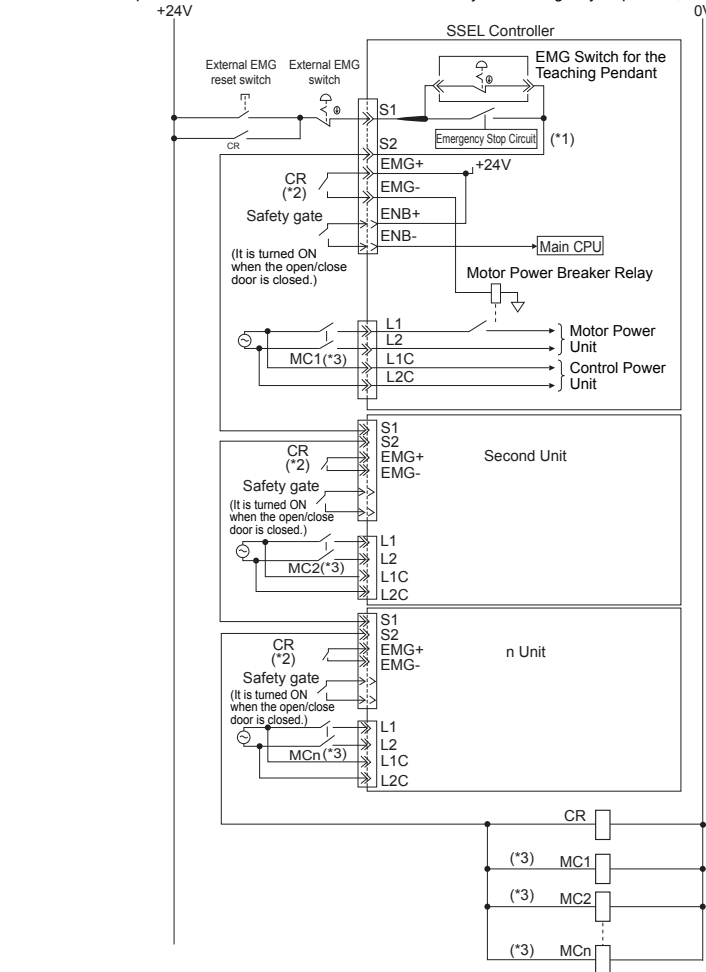 +24V
0V
SSEL Controller
External EMG
reset switch
External EMG
switch
EMG Switch for the
Teaching Pendant
S1
CR
Emergency Stop Circuit
(*1)
S2
EMG+
+24V
CR
(*2)
EMG-
Safety gate
ENB+
ENB-
Main CPU
(It is turned ON
when the open/close
door is closed.)
Motor Power Breaker Relay
L1
L2
Motor Power
Unit
MC1(*3)
L1C
L2C
Control Power
Unit
S1
S2
CR
(*2)
EMG+
EMG-
Second Unit
Safety gate
(It is turned ON
when the open/close
door is closed.)
L1
L2
MC2(*3)
L1C
L2C
S1
S2
CR
(*2)
EMG+
EMG-
n Unit
Safety gate
(It is turned ON
when the open/close
door is closed.)
L1
L2
MCn(*3)
L1C
L2C
CR
(*3) MC1
(*3) MC2
(*3) MCn